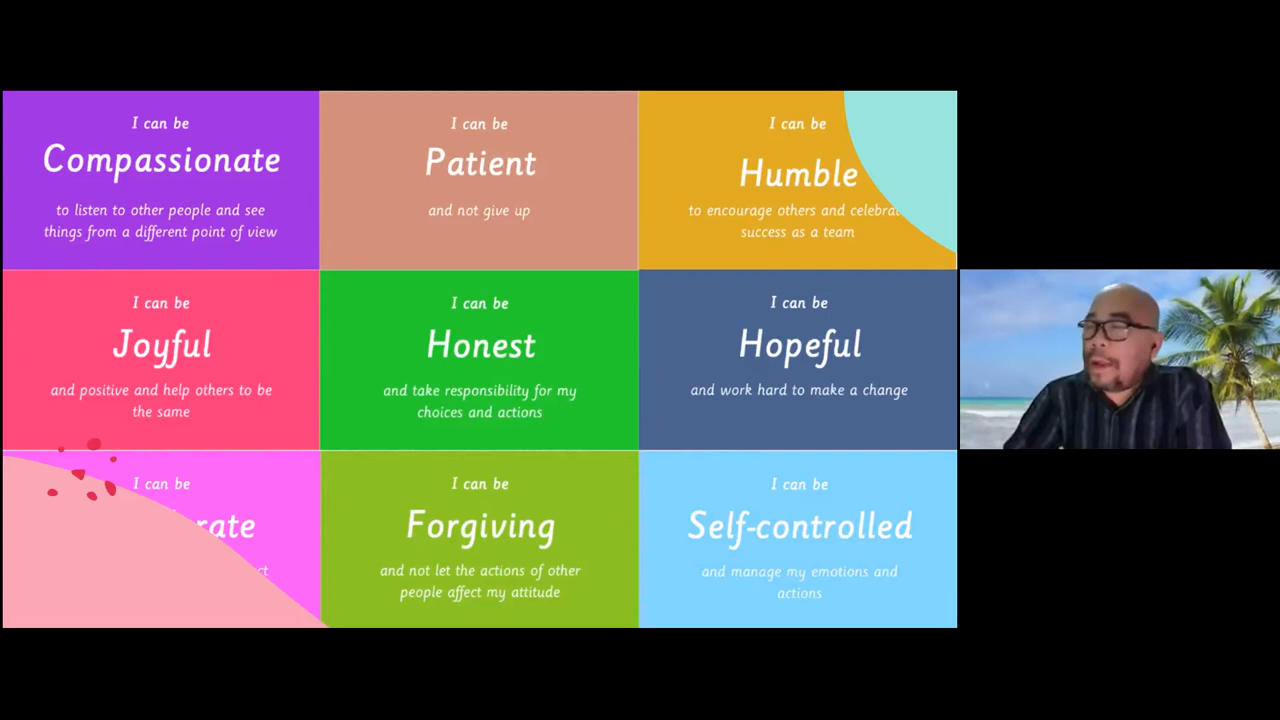 I can be
Compassionate
to listen to other people and see
things from a different point of view
I can be
Patient
and not give up
I can be
Humble
to encourage others and
success as a team
I can be
Joyful
and positive and help others to be
the same
I can be
Honest
and take responsibility for my
choices and actions
I can be
Hopeful
and work hard to make a change
I can be
I can be
Forgiving
and not let the actions of other
people affect my attitude
I can be
Self-controlled
and manage my emotions and
actions